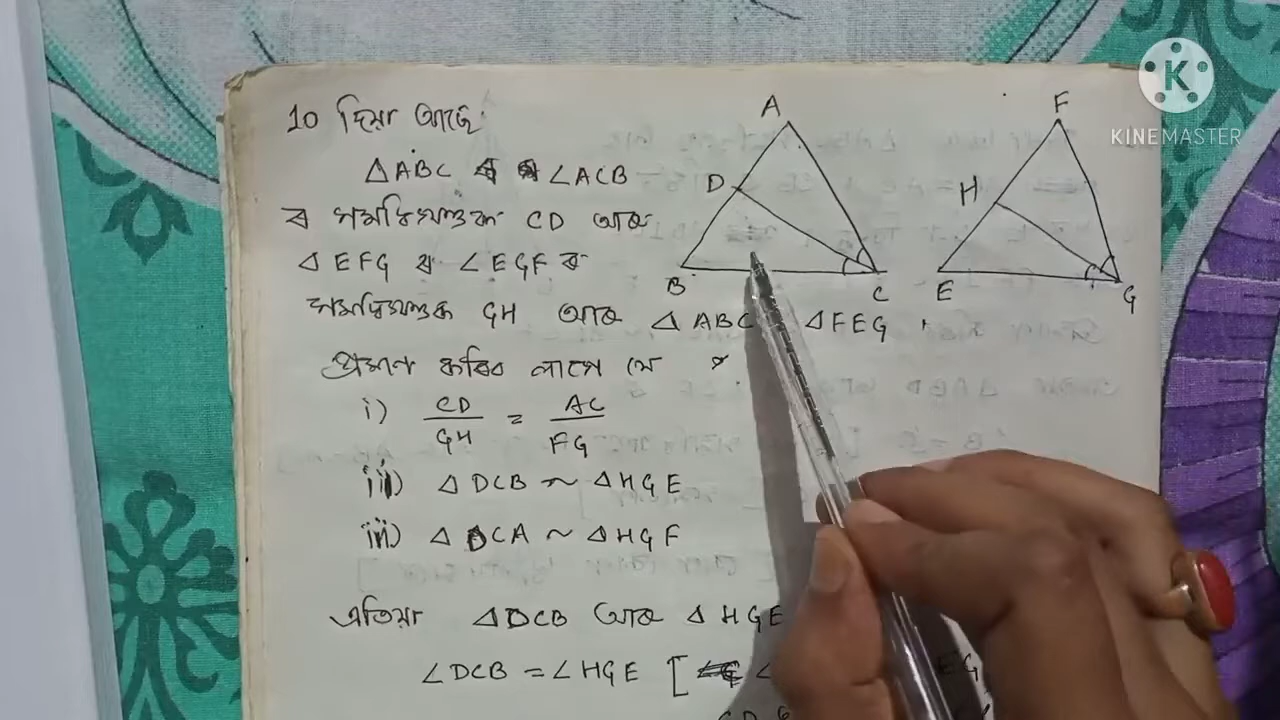 10 দিয়া আছে
△ABC ৰ ∠ACB
ৰ সমদ্বিখণ্ডক CD আৰু
△EFG ৰ ∠EGF ৰ
সমদ্বিখণ্ডক GH আৰু △ABC △FEG
প্ৰমাণ কৰিব লাগে যে
i) CD/GH = AC/FG
ii) △DCB ~ △HGE
iii) △DCA ~ △HGF
এতিয়া △DCB আৰু △HGE
∠DCB = ∠HGE [
A
D
B
C
F
H
E
G
K
KINEMASTER